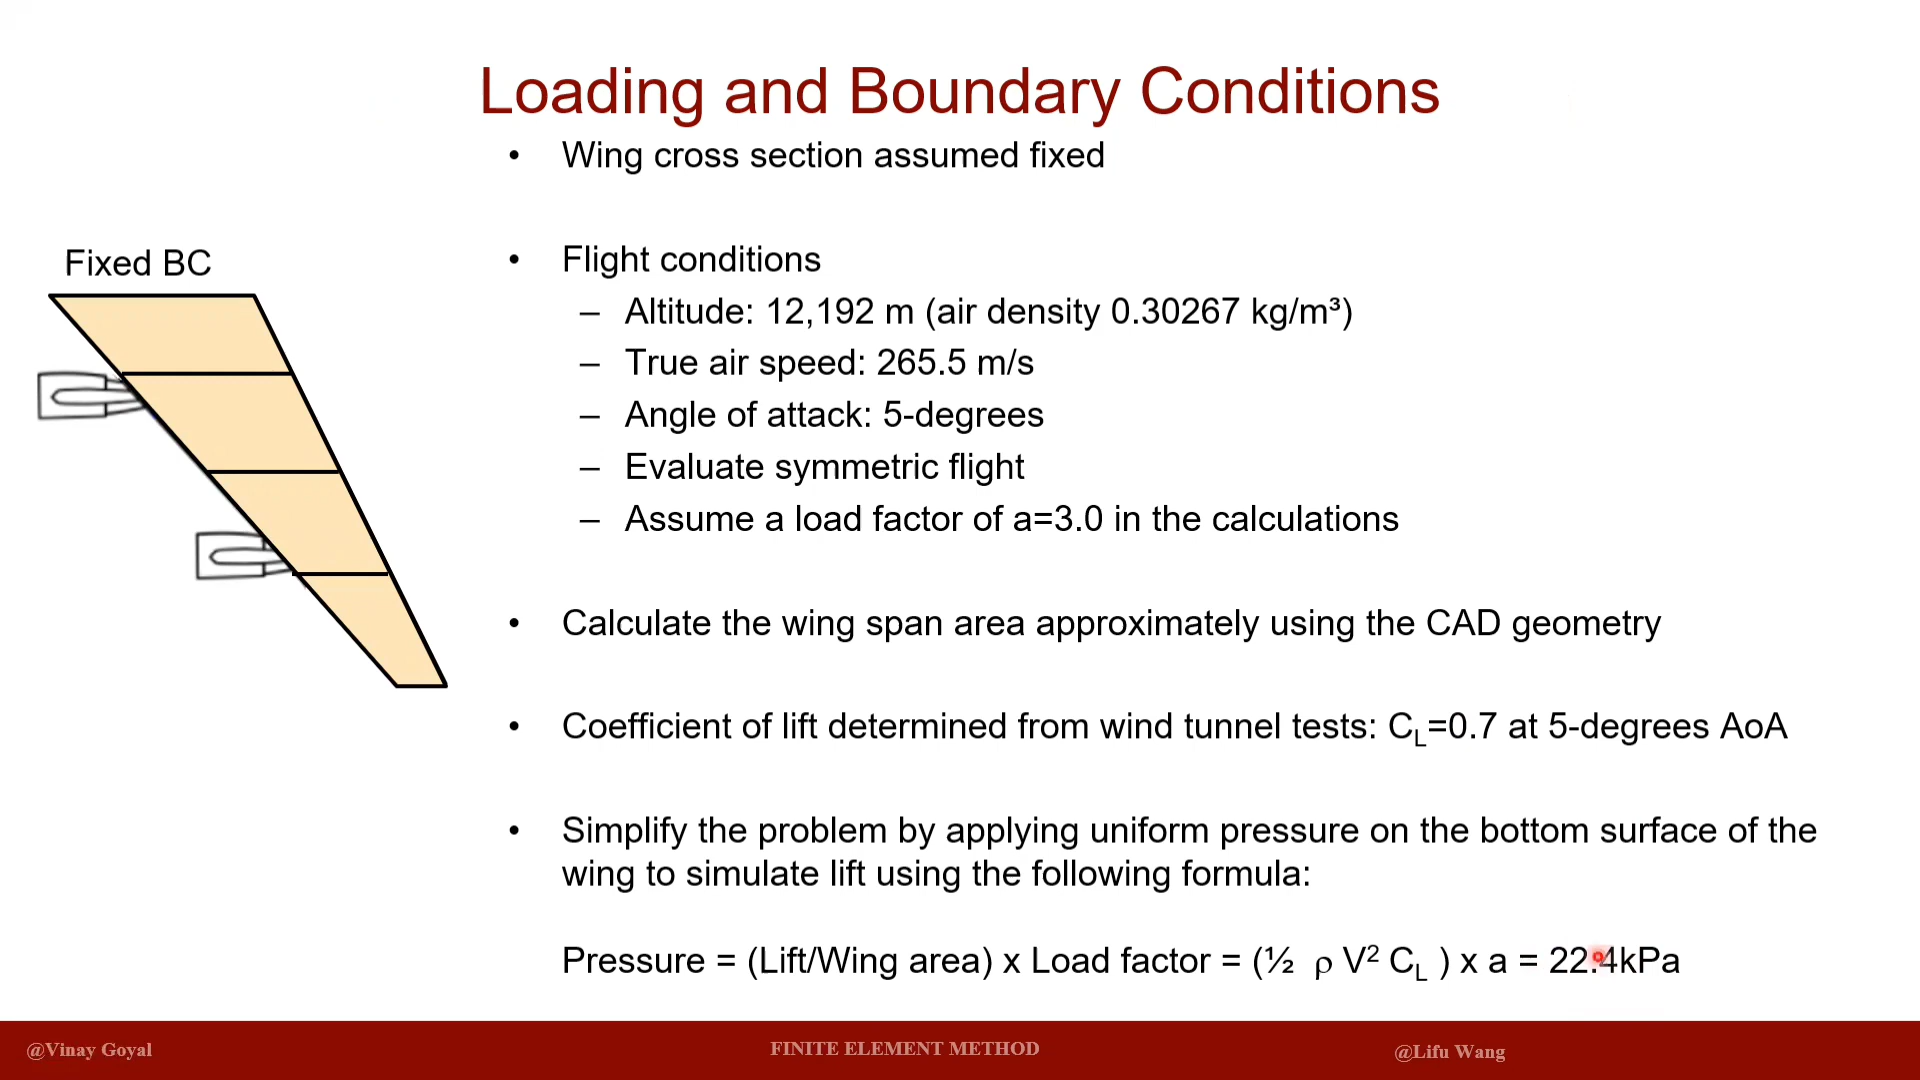 Loading and Boundary Conditions
• Wing cross section assumed fixed
Fixed BC
• Flight conditions
– Altitude: 12,192 m (air density 0.30267 kg/m³)
– True air speed: 265.5 m/s
– Angle of attack: 5-degrees
– Evaluate symmetric flight
– Assume a load factor of a=3.0 in the calculations
• Calculate the wing span area approximately using the CAD geometry
• Coefficient of lift determined from wind tunnel tests: C_L=0.7 at 5-degrees AoA
• Simplify the problem by applying uniform pressure on the bottom surface of the
wing to simulate lift using the following formula:
Pressure = (Lift/Wing area) x Load factor = (½ ρ V² C_L ) x a = 22.4kPa
@Vinay Goyal
FINITE ELEMENT METHOD
@Lifu Wang